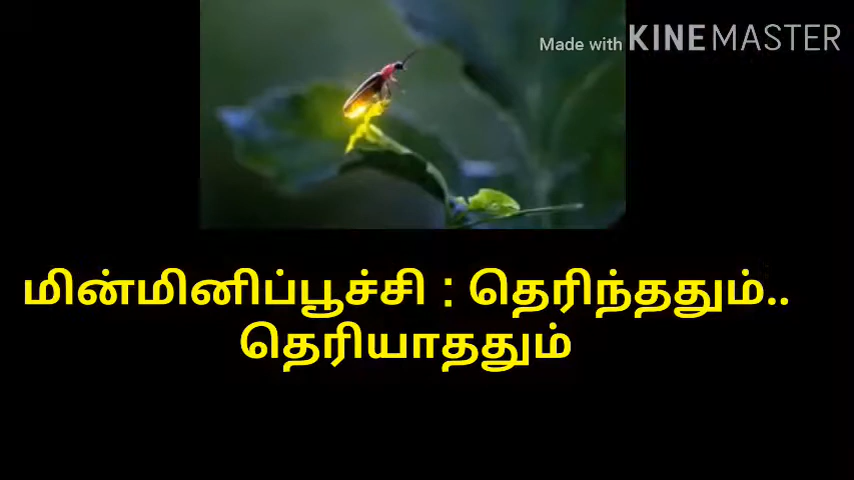 Made with KINEMASTER
மின்மினிப்பூச்சி : தெரிந்ததும்..
தெரியாததும்